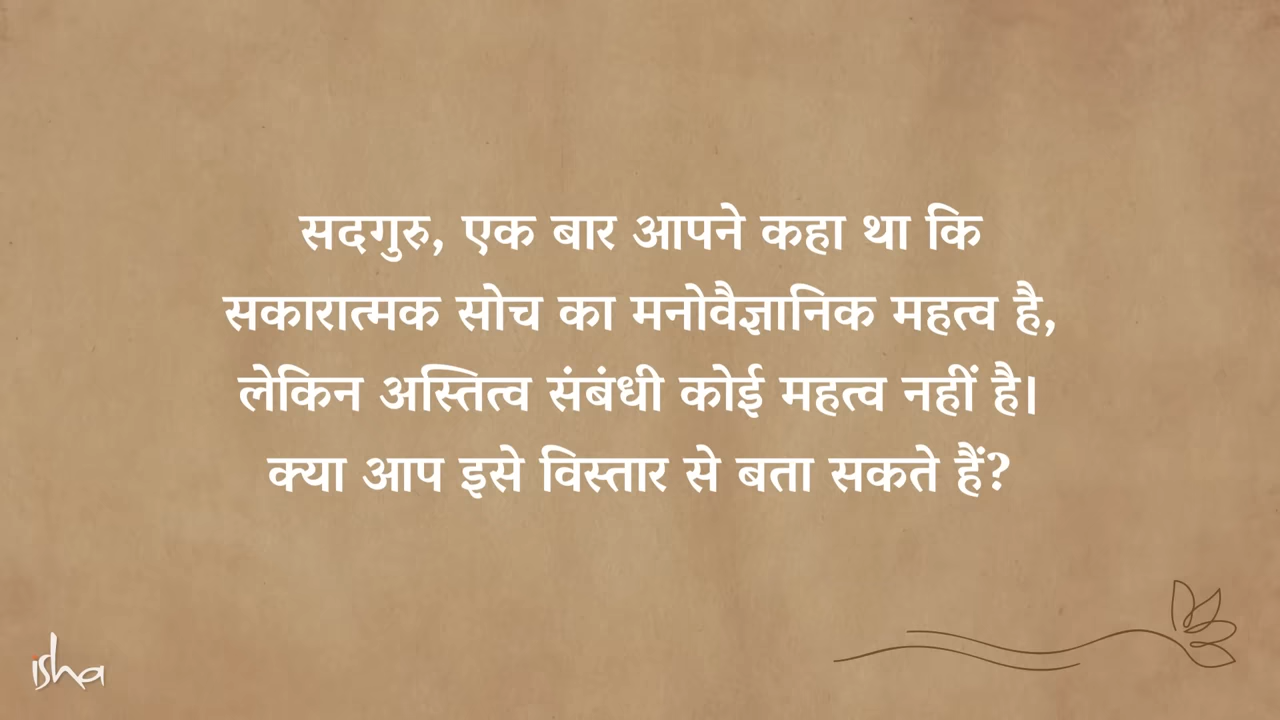 सदगुरु, एक बार आपने कहा था कि
सकारात्मक सोच का मनोवैज्ञानिक महत्व है,
लेकिन अस्तित्व संबंधी कोई महत्व नहीं है।
क्या आप इसे विस्तार से बता सकते हैं?
isha